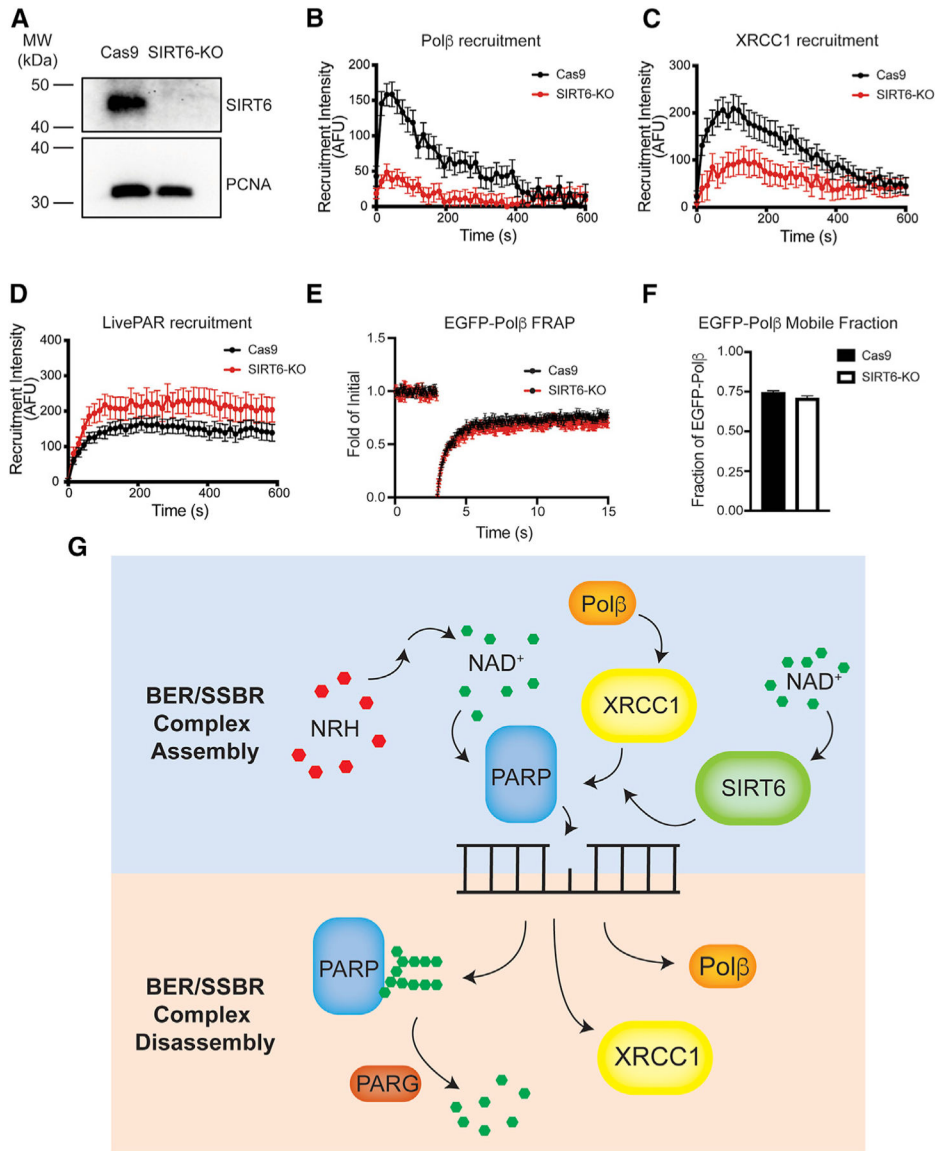 A
MW
(kDa)
Cas9 SIRT6-KO
50
40
SIRT6
40
30
PCNA
B
Polβ recruitment
Recruitment Intensity
(AFU)
200
150
100
50
0
0 200 400 600
Time (s)
Cas9
SIRT6-KO
C
XRCC1 recruitment
Recruitment Intensity
(AFU)
300
200
100
0
0 200 400 600
Time (s)
Cas9
SIRT6-KO
D
LivePAR recruitment
Recruitment Intensity
(AFU)
400
300
200
100
0
0 200 400 600
Time (s)
Cas9
SIRT6-KO
E
EGFP-Polβ FRAP
Fold of Initial
1.5
1.0
0.5
0.0
0 5 10 15
Time (s)
Cas9
SIRT6-KO
F
EGFP-Polβ Mobile Fraction
Fraction of EGFP-Polβ
1.00
0.75
0.50
0.25
0.00
Cas9
SIRT6-KO
G
BER/SSBR
Complex
Assembly
NRH
NAD+
Polβ
XRCC1
NAD+
PARP
SIRT6
BER/SSBR
Complex
Disassembly
PARP
Polβ
XRCC1
PARG